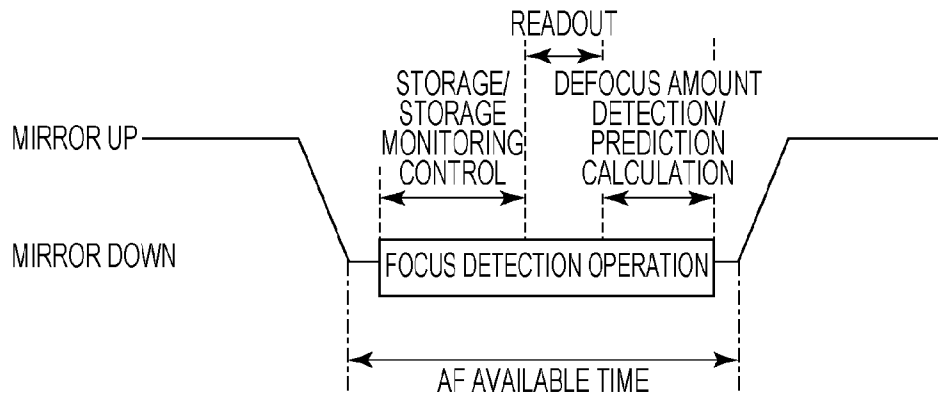 READOUT
STORAGE/
STORAGE
MONITORING
CONTROL
DEFOCUS AMOUNT
DETECTION/
PREDICTION
CALCULATION
MIRROR UP
MIRROR DOWN
FOCUS DETECTION OPERATION
AF AVAILABLE TIME